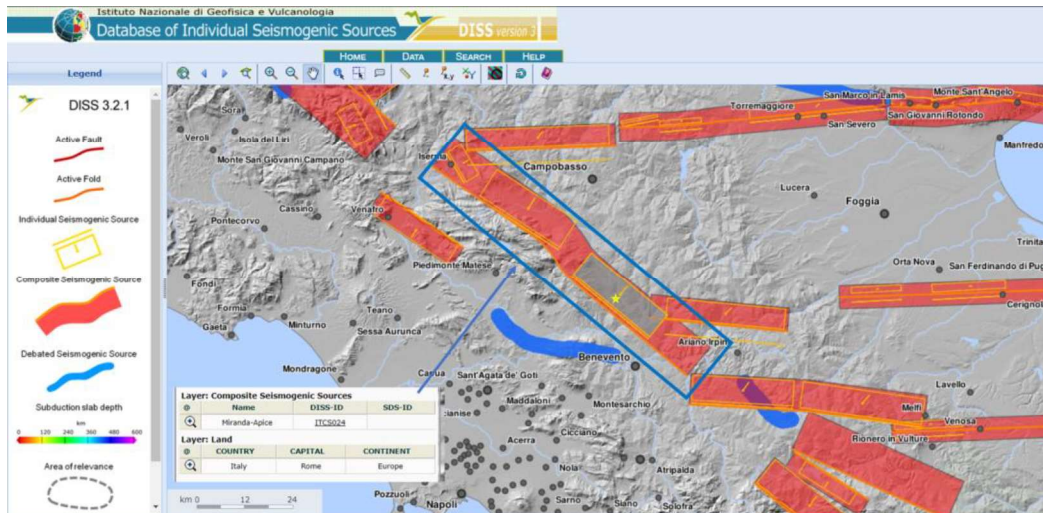 Istituto Nazionale di Geofisica e Vulcanologia
Database of Individual Seismogenic Sources
DISS version 3
HOME DATA SEARCH HELP
Legend
DISS 3.2.1
Active Fault
Active Fold
Individual Seismogenic Source
Composite Seismogenic Source
Debated Seismogenic Source
Subduction slab depth
km
0 120 240 360 480 600
Area of relevance
Sora
Veroli
Isola del Liri
Monte San Giovanni Campano
Isernia
Campobasso
Torremaggiore
San Marco in Lamis
Monte Sant'Angelo
San Severo
San Giovanni Rotondo
Manfredo
Lucera
Foggia
Cassino
Venafro
Pontecorvo
Piedimonte Matese
Trinita
Orta Nova
San Ferdinando di Pug
Fondi
Formia
Gaeta
Minturno
Teano
Sessa Aurunca
Cerignol
Mondragone
Ariano Irpin
Benevento
Capua
Sant'Agata de' Goti
Maddaloni
Montesarchio
Lavello
Melfi
Venosa
Rionero in Vulture
cianise
Cicciano
Acerra
Nola
Atripalda
Pozzuoli
Napoli
Sarno
Siano
Solofra
Layer: Composite Seismogenic Sources
Name DISS-ID SDS-ID
Miranda-Apice ITCS024
Layer: Land
COUNTRY CAPITAL CONTINENT
Italy Rome Europe
km 0 12 24